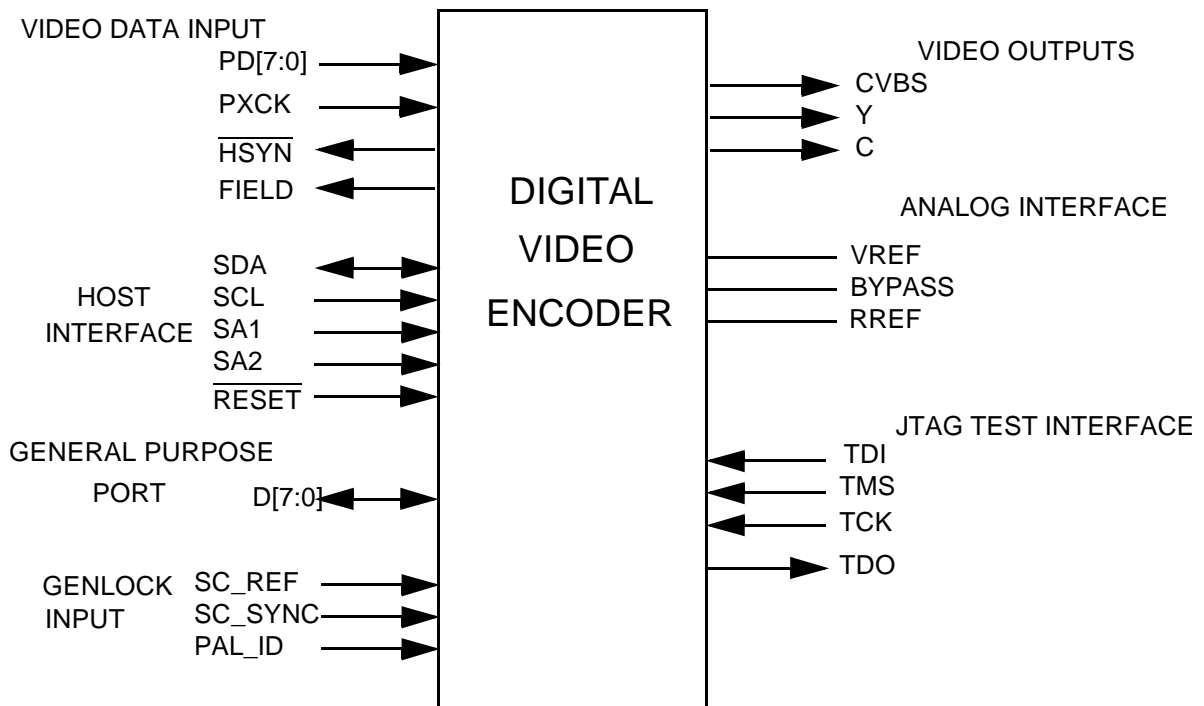 VIDEO DATA INPUT
PD[7:0]
PXCK
HSYN
FIELD
HOST
INTERFACE
SDA
SCL
SA1
SA2
RESET
GENERAL PURPOSE
PORT
D[7:0]
GENLOCK
INPUT
SC_REF
SC_SYNC
PAL_ID
DIGITAL
VIDEO
ENCODER
VIDEO OUTPUTS
CVBS
Y
C
ANALOG INTERFACE
VREF
BYPASS
RREF
JTAG TEST INTERFACE
TDI
TMS
TCK
TDO